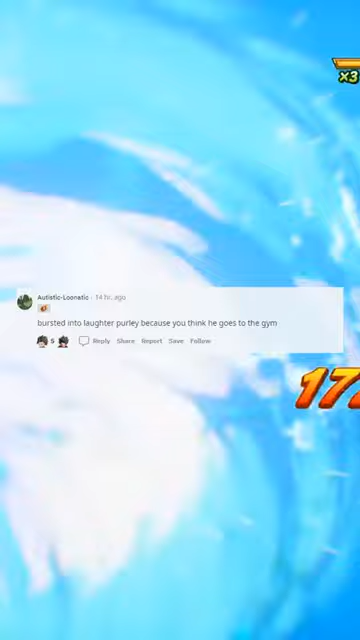 x3
Autistic-Loonatic · 14 hr. ago
bursted into laughter purley because you think he goes to the gym
5 Reply Share Report Save Follow
172